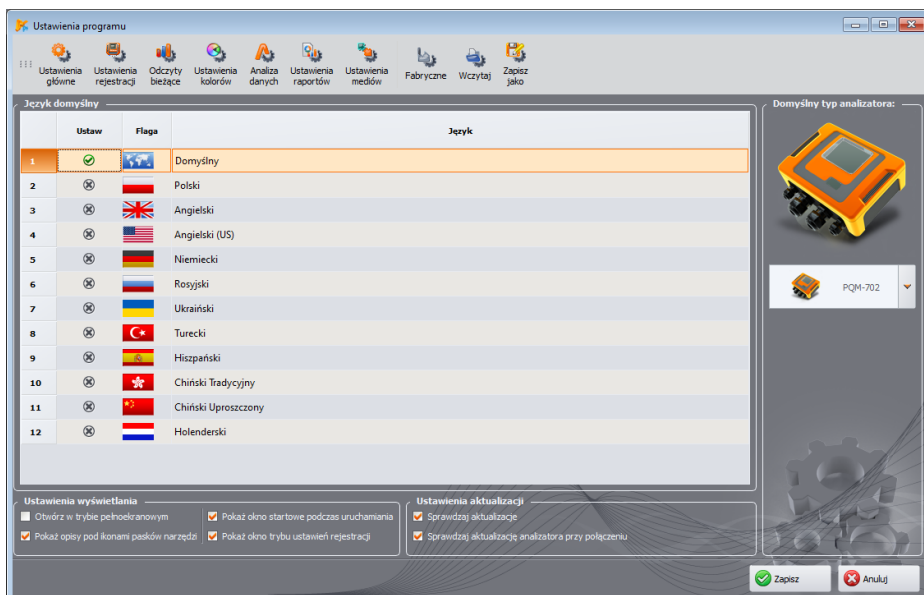 Ustawienia programu
Ustawienia główne
Ustawienia rejestracji
Odczyty bieżące
Ustawienia kolorów
Analiza danych
Ustawienia raportów
Ustawienia mediów
Fabryczne
Wczytaj
Zapisz jako
Język domyślny
Domyślny typ analizatora:
Ustaw Flaga Język
1 Domyślny
2 Polski
3 Angielski
4 Angielski (US)
5 Niemiecki
6 Rosyjski
7 Ukraiński
8 Turecki
9 Hiszpański
10 Chiński Tradycyjny
11 Chiński Uproszczony
12 Holenderski
PQM-702
Ustawienia wyświetlania
Otwórz w trybie pełnoekranowym
Pokaż okno startowe podczas uruchamiania
Pokaż opisy pod ikonami pasków narzędzi
Pokaż okno trybu ustawień rejestracji
Ustawienia aktualizacji
Sprawdzaj aktualizacje
Sprawdzaj aktualizację analizatora przy połączeniu
Zapisz
Anuluj